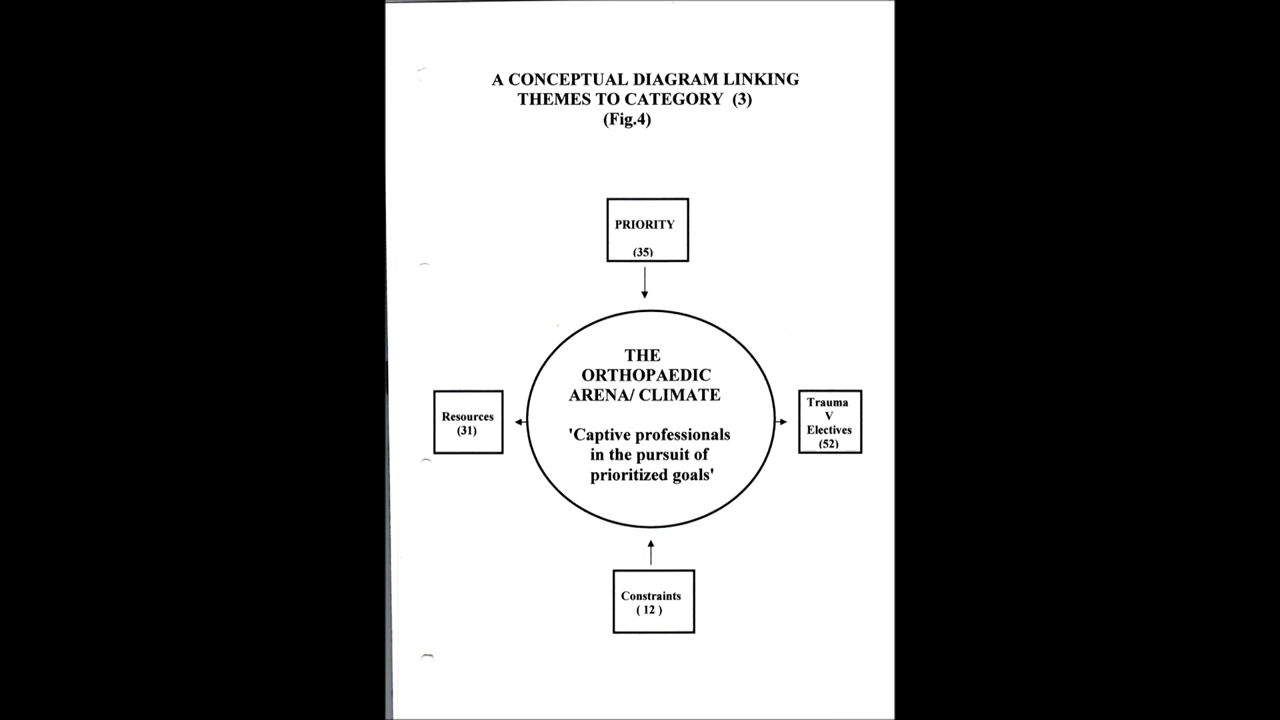 A CONCEPTUAL DIAGRAM LINKING
THEMES TO CATEGORY (3)
(Fig.4)
PRIORITY
(35)
THE
ORTHOPAEDIC
ARENA/ CLIMATE
'Captive professionals
in the pursuit of
prioritized goals'
Resources
(31)
Trauma
V
Electives
(52)
Constraints
( 12 )